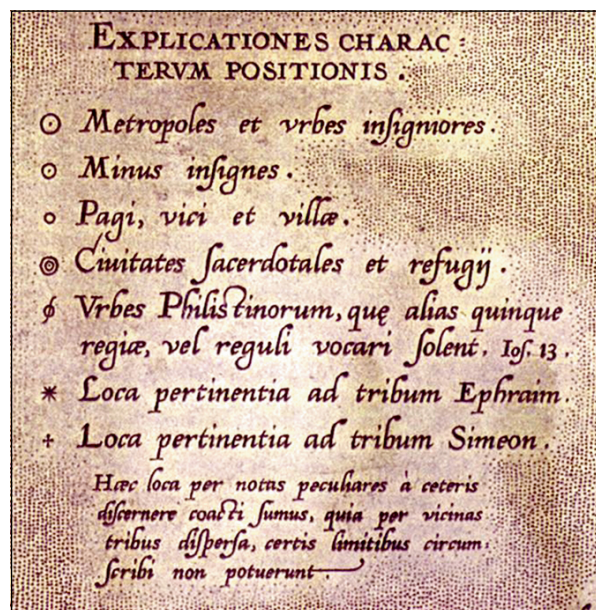 EXPLICATIONES CHARAC:
TERVM POSITIONIS.
Metropoles et vrbes inſigniores.
Minus inſignes.
Pagi, vici et villæ.
Ciuitates ſacerdotales et refugij.
Vrbes Philistinorum, quę alias quinque
regiæ, vel reguli vocari ſolent. Ioſ. 13.
Loca pertinentia ad tribum Ephraim.
Loca pertinentia ad tribum Simeon.
Hæc loca per notas peculiares à ceteris
diſcernere coacti ſumus, quia per vicinas
tribus diſperſa, certis limitibus circum:
ſcribi non potuerunt.